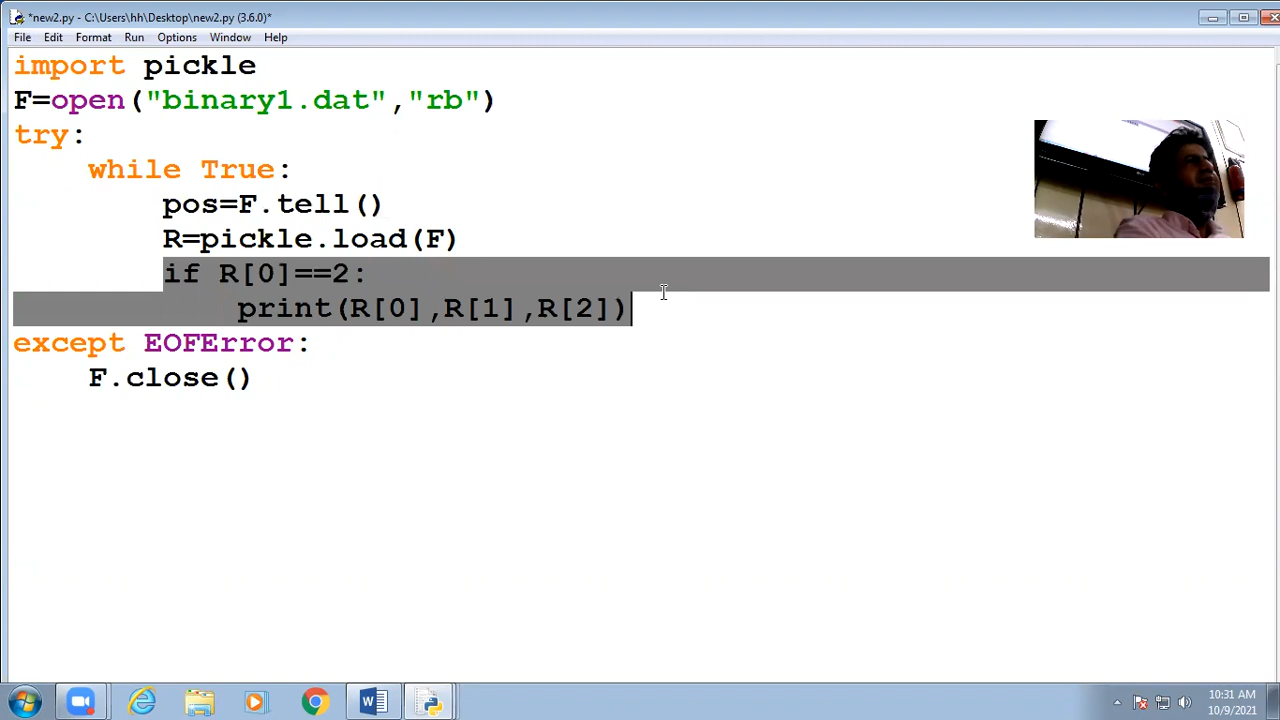 *new2.py - C:\Users\hh\Desktop\new2.py (3.6.0)*
File Edit Format Run Options Window Help
import pickle
F=open("binary1.dat","rb")
try:
    while True:
        pos=F.tell()
        R=pickle.load(F)
        if R[0]==2:
            print(R[0],R[1],R[2])
except EOFError:
    F.close()
10:31 AM
10/9/2021